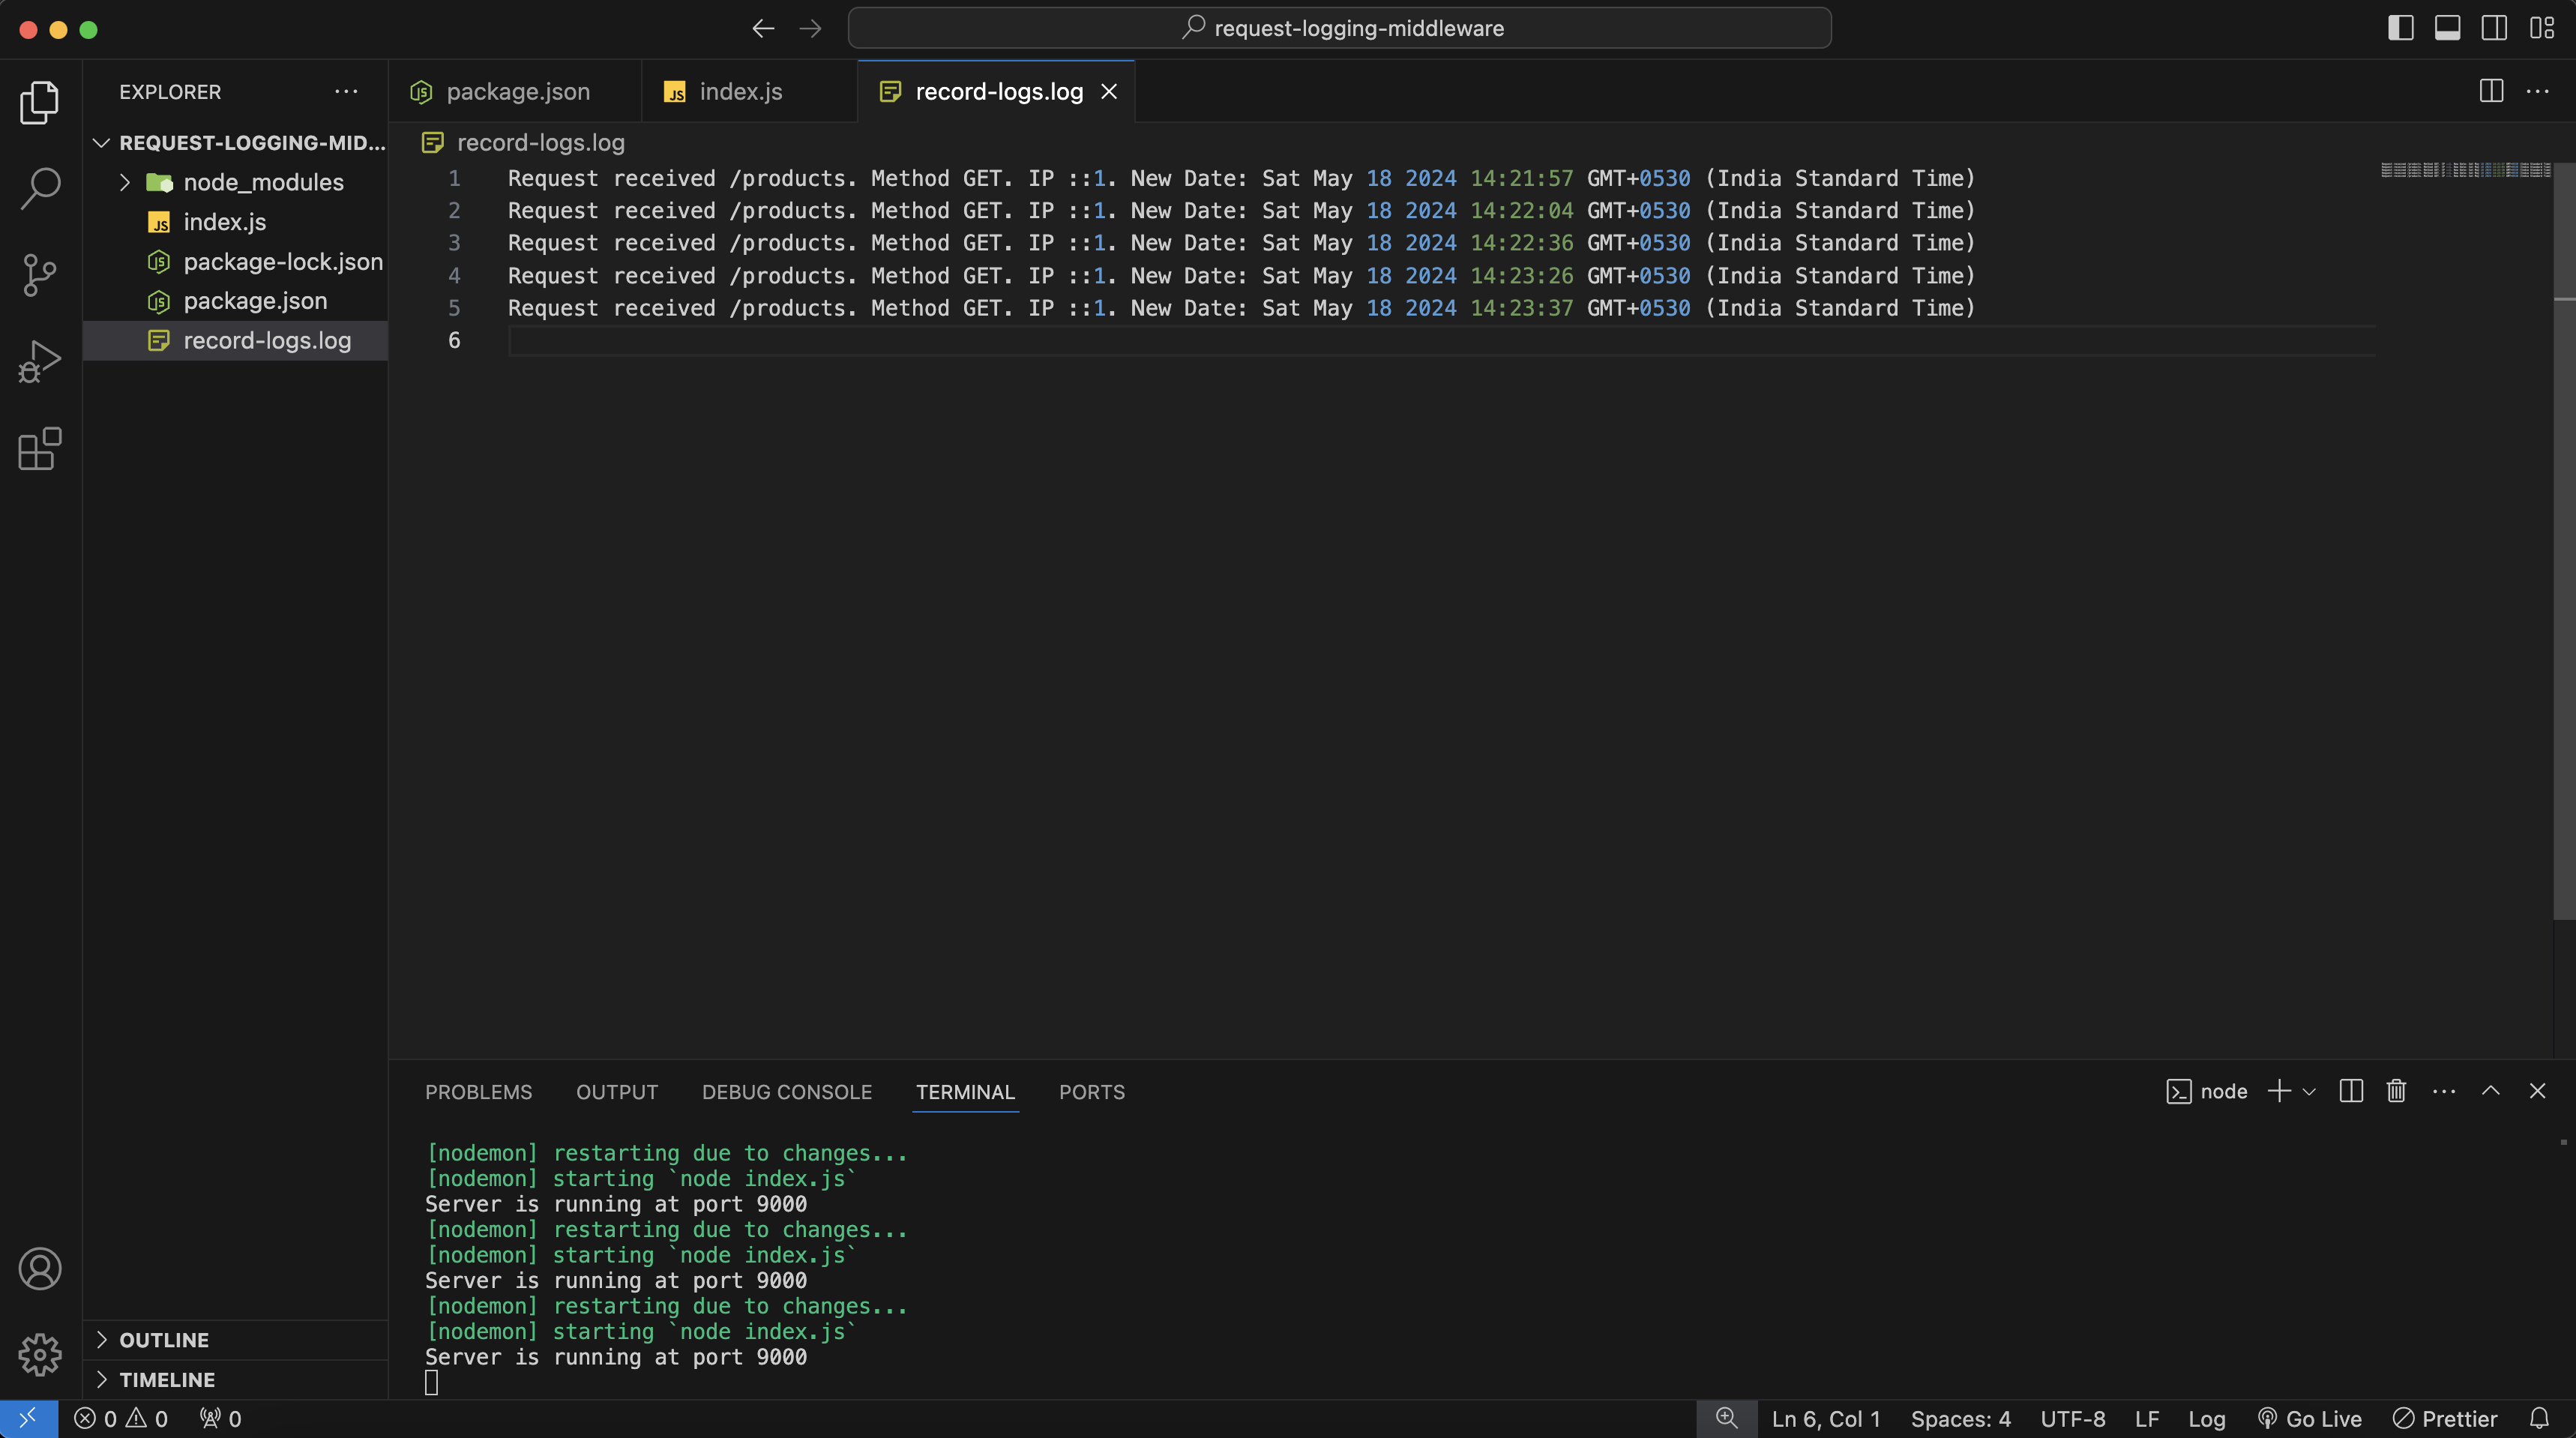 request-logging-middleware
EXPLORER
package.json
index.js
record-logs.log
REQUEST-LOGGING-MID...
node_modules
index.js
package-lock.json
package.json
record-logs.log
record-logs.log
1 Request received /products. Method GET. IP ::1. New Date: Sat May 18 2024 14:21:57 GMT+0530 (India Standard Time)
2 Request received /products. Method GET. IP ::1. New Date: Sat May 18 2024 14:22:04 GMT+0530 (India Standard Time)
3 Request received /products. Method GET. IP ::1. New Date: Sat May 18 2024 14:22:36 GMT+0530 (India Standard Time)
4 Request received /products. Method GET. IP ::1. New Date: Sat May 18 2024 14:23:26 GMT+0530 (India Standard Time)
5 Request received /products. Method GET. IP ::1. New Date: Sat May 18 2024 14:23:37 GMT+0530 (India Standard Time)
6
PROBLEMS OUTPUT DEBUG CONSOLE TERMINAL PORTS
node
[nodemon] restarting due to changes...
[nodemon] starting `node index.js`
Server is running at port 9000
[nodemon] restarting due to changes...
[nodemon] starting `node index.js`
Server is running at port 9000
[nodemon] restarting due to changes...
[nodemon] starting `node index.js`
Server is running at port 9000
OUTLINE
TIMELINE
0 0 0
Ln 6, Col 1 Spaces: 4 UTF-8 LF Log Go Live Prettier